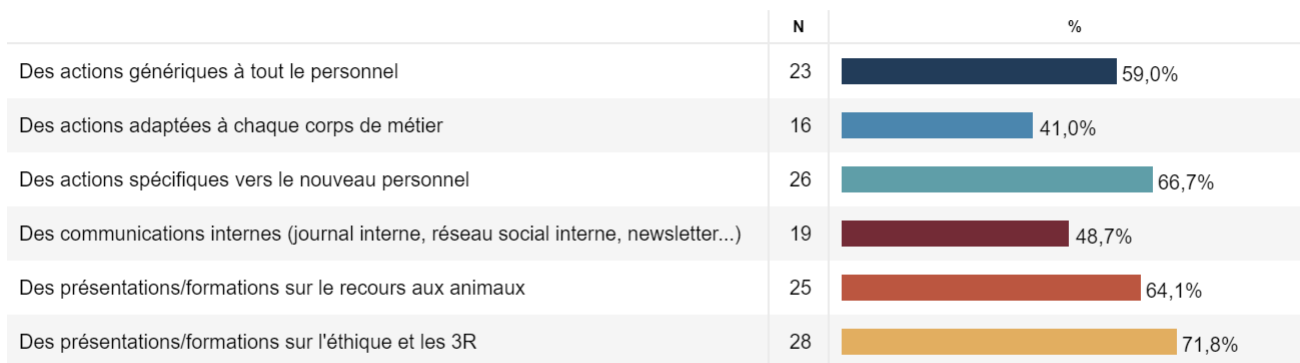 N %
Des actions génériques à tout le personnel 23 59,0%
Des actions adaptées à chaque corps de métier 16 41,0%
Des actions spécifiques vers le nouveau personnel 26 66,7%
Des communications internes (journal interne, réseau social interne, newsletter...) 19 48,7%
Des présentations/formations sur le recours aux animaux 25 64,1%
Des présentations/formations sur l'éthique et les 3R 28 71,8%